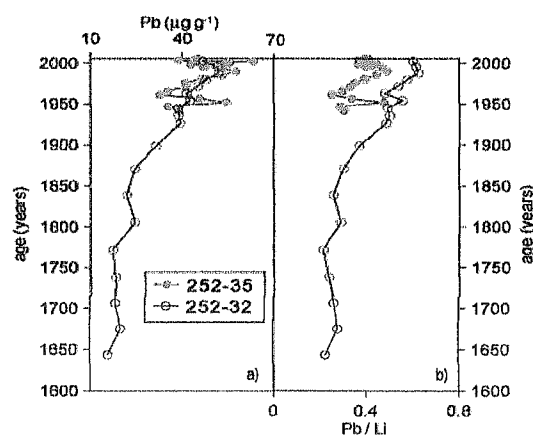 Pb (µg g⁻¹)
10 40 70
2000 2000
1950 1950
1900 1900
1850 1850
1800 1800
1750 1750
1700 1700
1650 1650
1600 1600
age (years)
age (years)
252-35
252-32
a) b)
0 0.4 0.8
Pb / Li